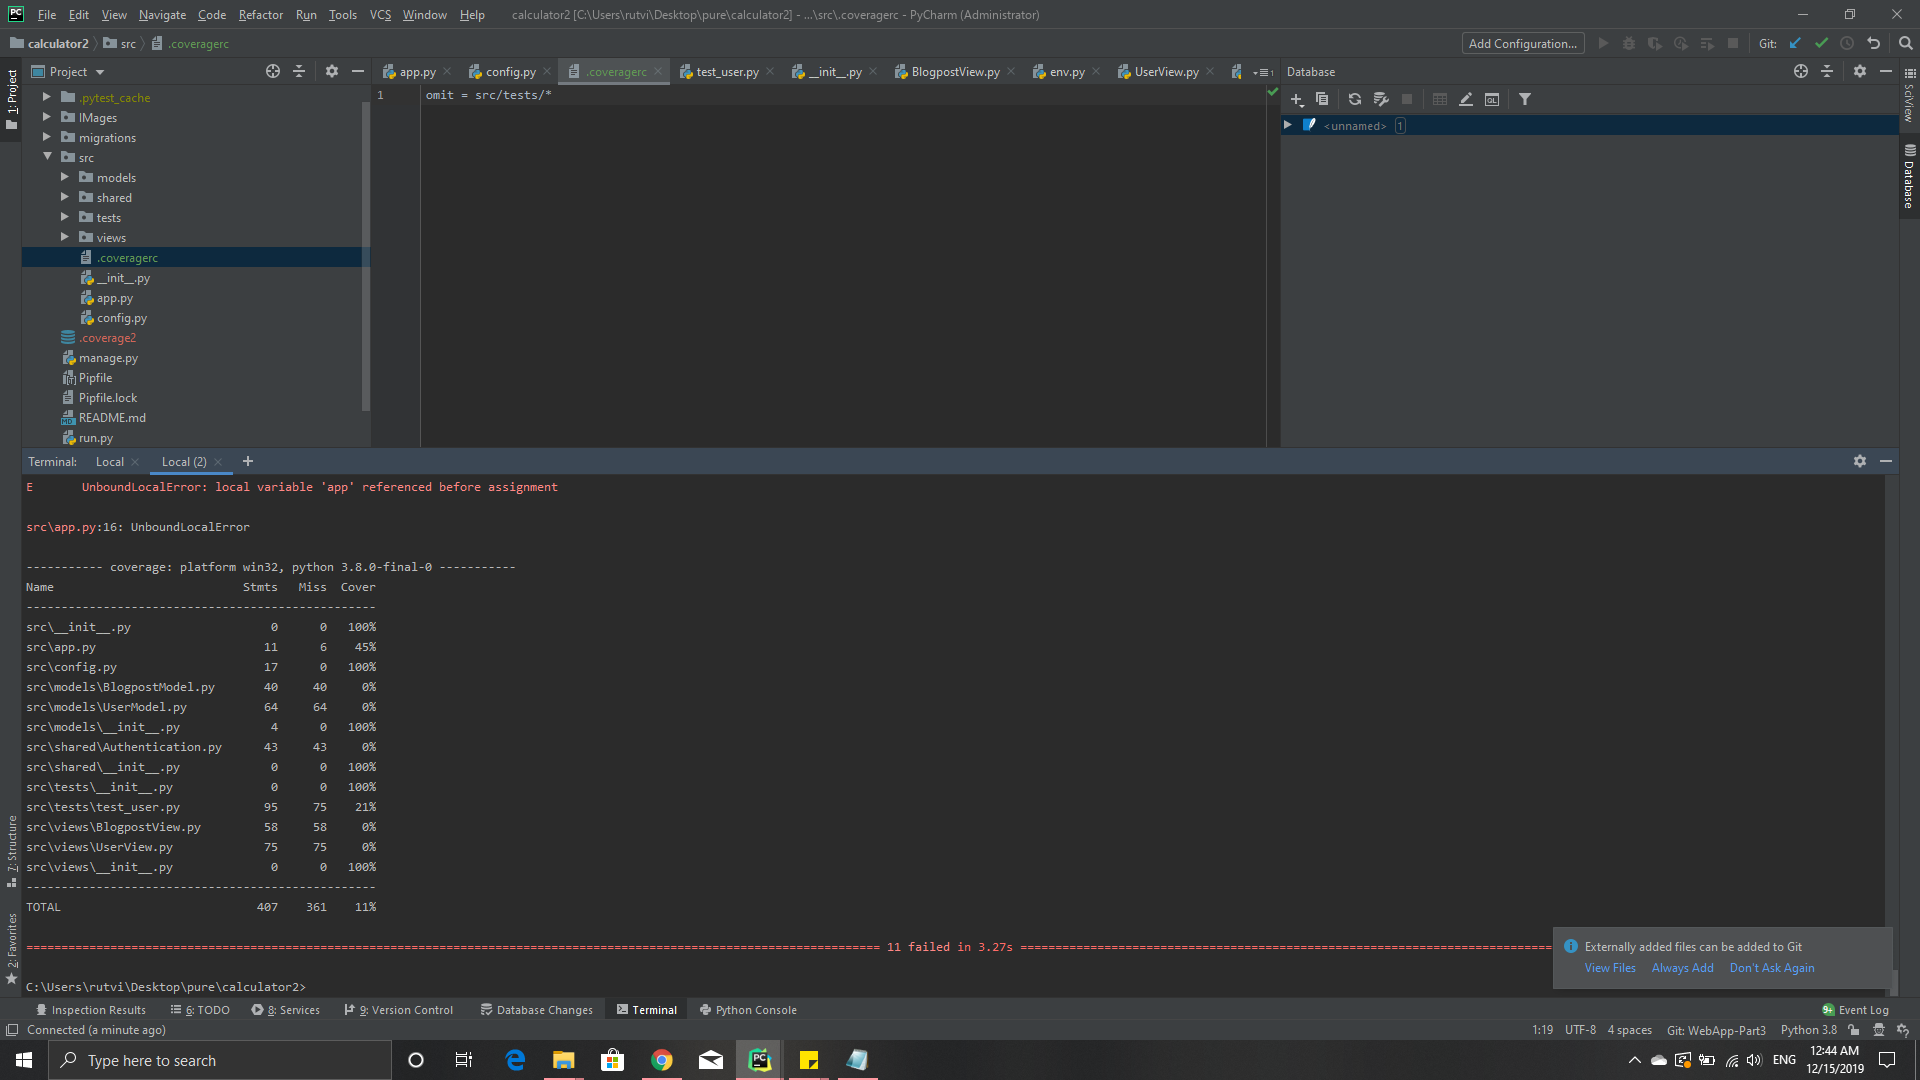 PC File Edit View Navigate Code Refactor Run Tools VCS Window Help calculator2 [C:\Users\rutvi\Desktop\pure\calculator2] - ...\src\.coveragerc - PyCharm (Administrator)
calculator2 src .coveragerc Add Configuration... Git:
1: Project
Project
.pytest_cache
IMages
migrations
src
models
shared
tests
views
.coveragerc
__init__.py
app.py
config.py
.coverage2
manage.py
Pipfile
Pipfile.lock
README.md
run.py
app.py config.py .coveragerc test_user.py __init__.py BlogpostView.py env.py UserView.py
1 omit = src/tests/*
Database
<unnamed> 1
SciView
Database
Terminal: Local Local (2)
E UnboundLocalError: local variable 'app' referenced before assignment
src\app.py:16: UnboundLocalError
----------- coverage: platform win32, python 3.8.0-final-0 -----------
Name Stmts Miss Cover
--------------------------------------------------
src\__init__.py 0 0 100%
src\app.py 11 6 45%
src\config.py 17 0 100%
src\models\BlogpostModel.py 40 40 0%
src\models\UserModel.py 64 64 0%
src\models\__init__.py 4 0 100%
src\shared\Authentication.py 43 43 0%
src\shared\__init__.py 0 0 100%
src\tests\__init__.py 0 0 100%
src\tests\test_user.py 95 75 21%
src\views\BlogpostView.py 58 58 0%
src\views\UserView.py 75 75 0%
src\views\__init__.py 0 0 100%
--------------------------------------------------
TOTAL 407 361 11%
11 failed in 3.27s
C:\Users\rutvi\Desktop\pure\calculator2>
7: Structure
2: Favorites
Externally added files can be added to Git
View Files Always Add Don't Ask Again
Inspection Results 6: TODO 8: Services 9: Version Control Database Changes Terminal Python Console 9+ Event Log
Connected (a minute ago) 1:19 UTF-8 4 spaces Git: WebApp-Part3 Python 3.8
Type here to search
ENG
12:44 AM
12/15/2019